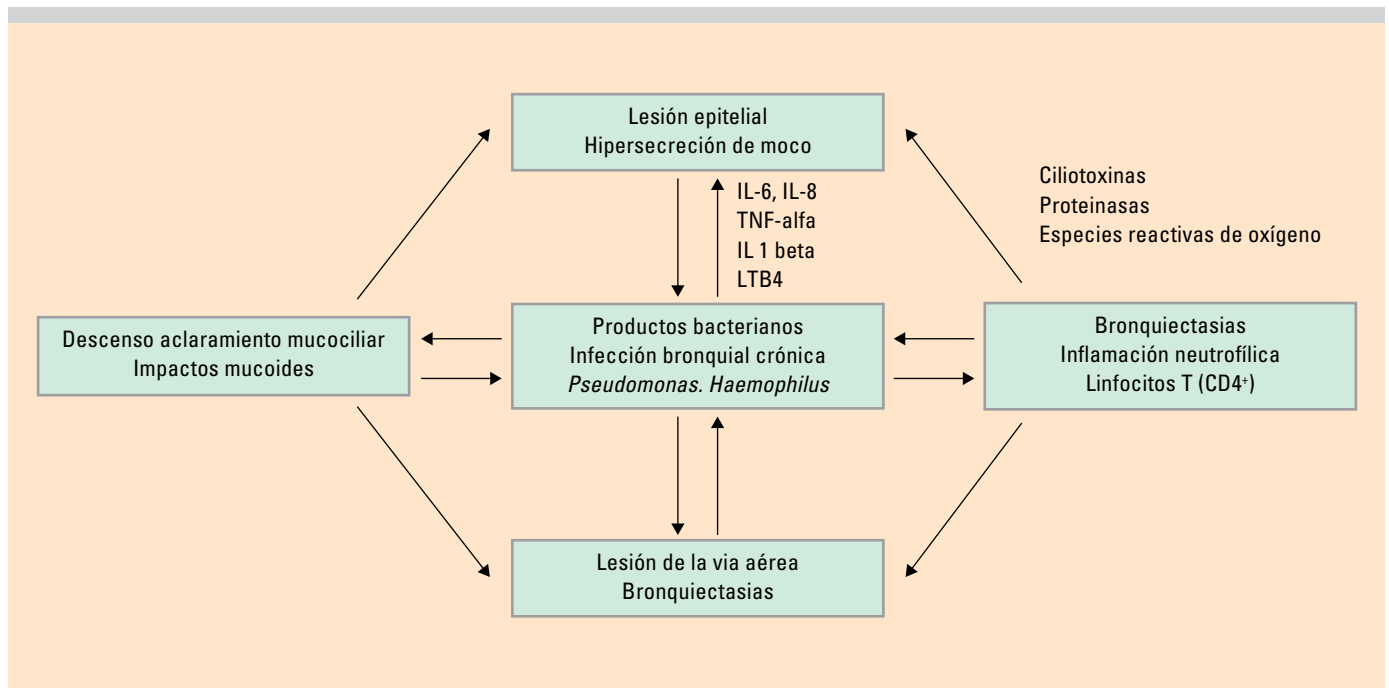 Lesión epitelial
Hipersecreción de moco
IL-6, IL-8
TNF-alfa
IL 1 beta
LTB4
Ciliotoxinas
Proteinasas
Especies reactivas de oxígeno
Descenso aclaramiento mucociliar
Impactos mucoides
Productos bacterianos
Infección bronquial crónica
Pseudomonas. Haemophilus
Bronquiectasias
Inflamación neutrofílica
Linfocitos T (CD4⁺)
Lesión de la via aérea
Bronquiectasias